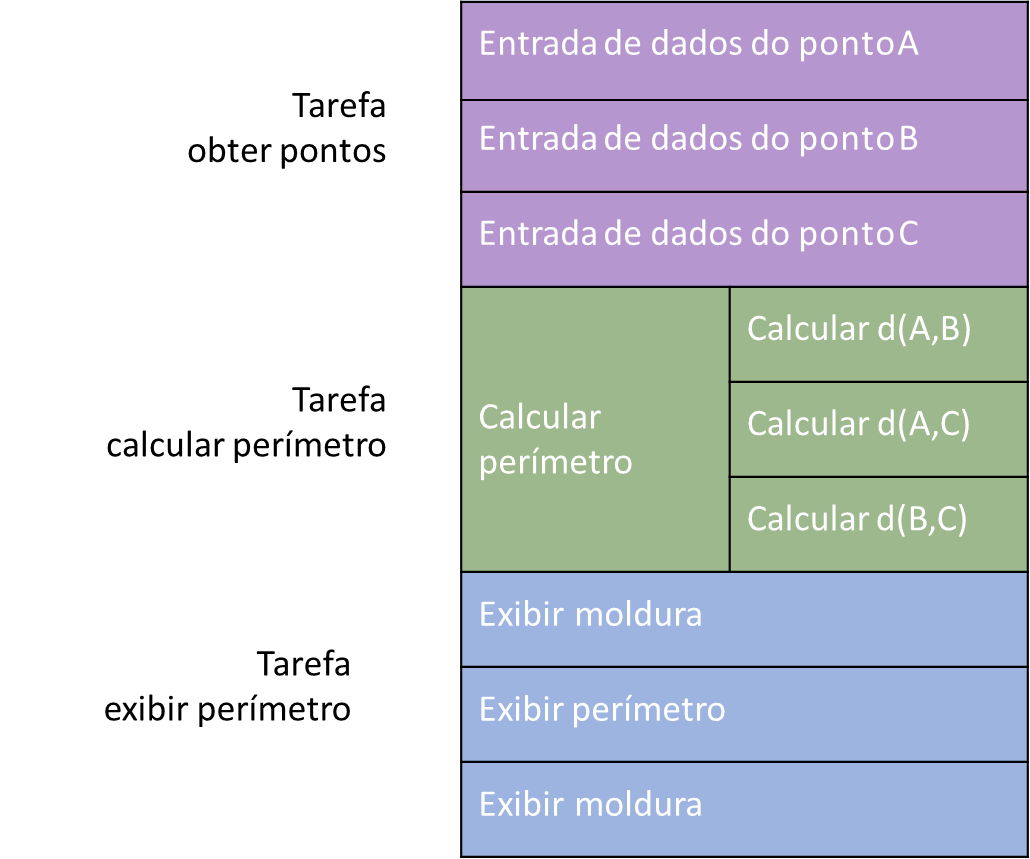 Entrada de dados do ponto A
Tarefa
obter pontos
Entrada de dados do ponto B
Entrada de dados do ponto C
Tarefa
calcular perímetro
Calcular
perímetro
Calcular d(A,B)
Calcular d(A,C)
Calcular d(B,C)
Tarefa
exibir perímetro
Exibir moldura
Exibir perímetro
Exibir moldura